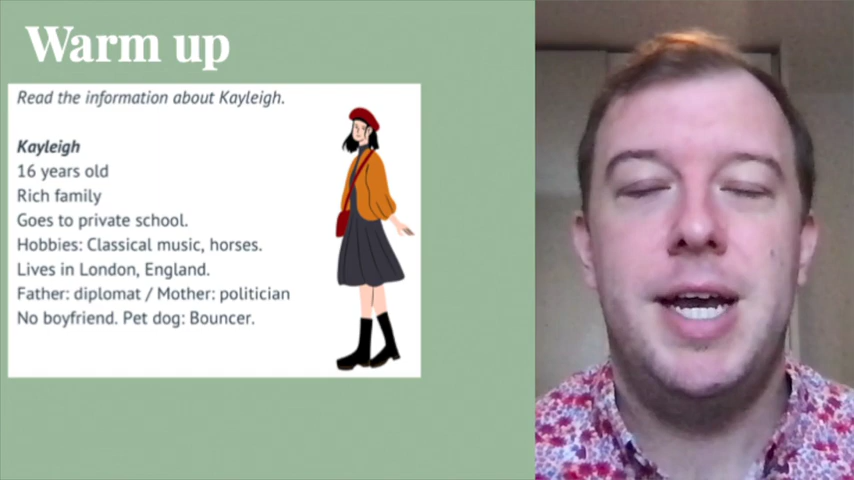 Warm up
Read the information about Kayleigh.
Kayleigh
16 years old
Rich family
Goes to private school.
Hobbies: Classical music, horses.
Lives in London, England.
Father: diplomat / Mother: politician
No boyfriend. Pet dog: Bouncer.